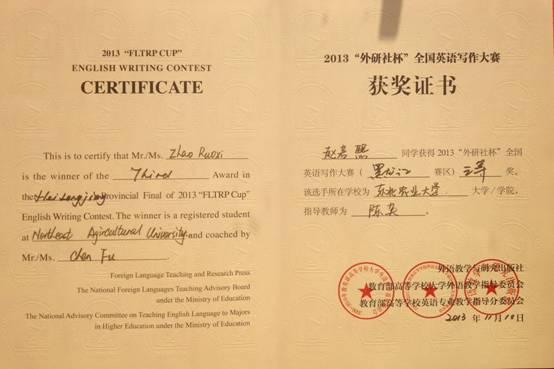 2013 “FLTRP CUP”
ENGLISH WRITING CONTEST
CERTIFICATE
This is to certify that Mr./Ms. Zhao Ruoxi
is the winner of the Third Award in
the Heilongjiang Provincial Final of 2013 “FLTRP Cup”
English Writing Contest. The winner is a registered student
at Northeast Agricultural University and coached by
Mr./Ms. Chen Fu.
Foreign Language Teaching and Research Press
The National Foreign Languages Teaching Advisory Board
under the Ministry of Education
The National Advisory Committee on Teaching English Language to Majors
in Higher Education under the Ministry of Education
2013 “外研社杯” 全国英语写作大赛
获奖证书
赵 同学获得 2013 “外研社杯” 全国
英语写作大赛 ( 黑龙江 赛区) 三等 奖。
该选手所在学校为 东北农业大学 大学 / 学院,
指导教师为 陈 。
外语教学与研究出版社
教育部高等学校大学外语教学指导委员会
教育部高等学校英语专业教学指导分委员会
2013 年 11 月 10 日